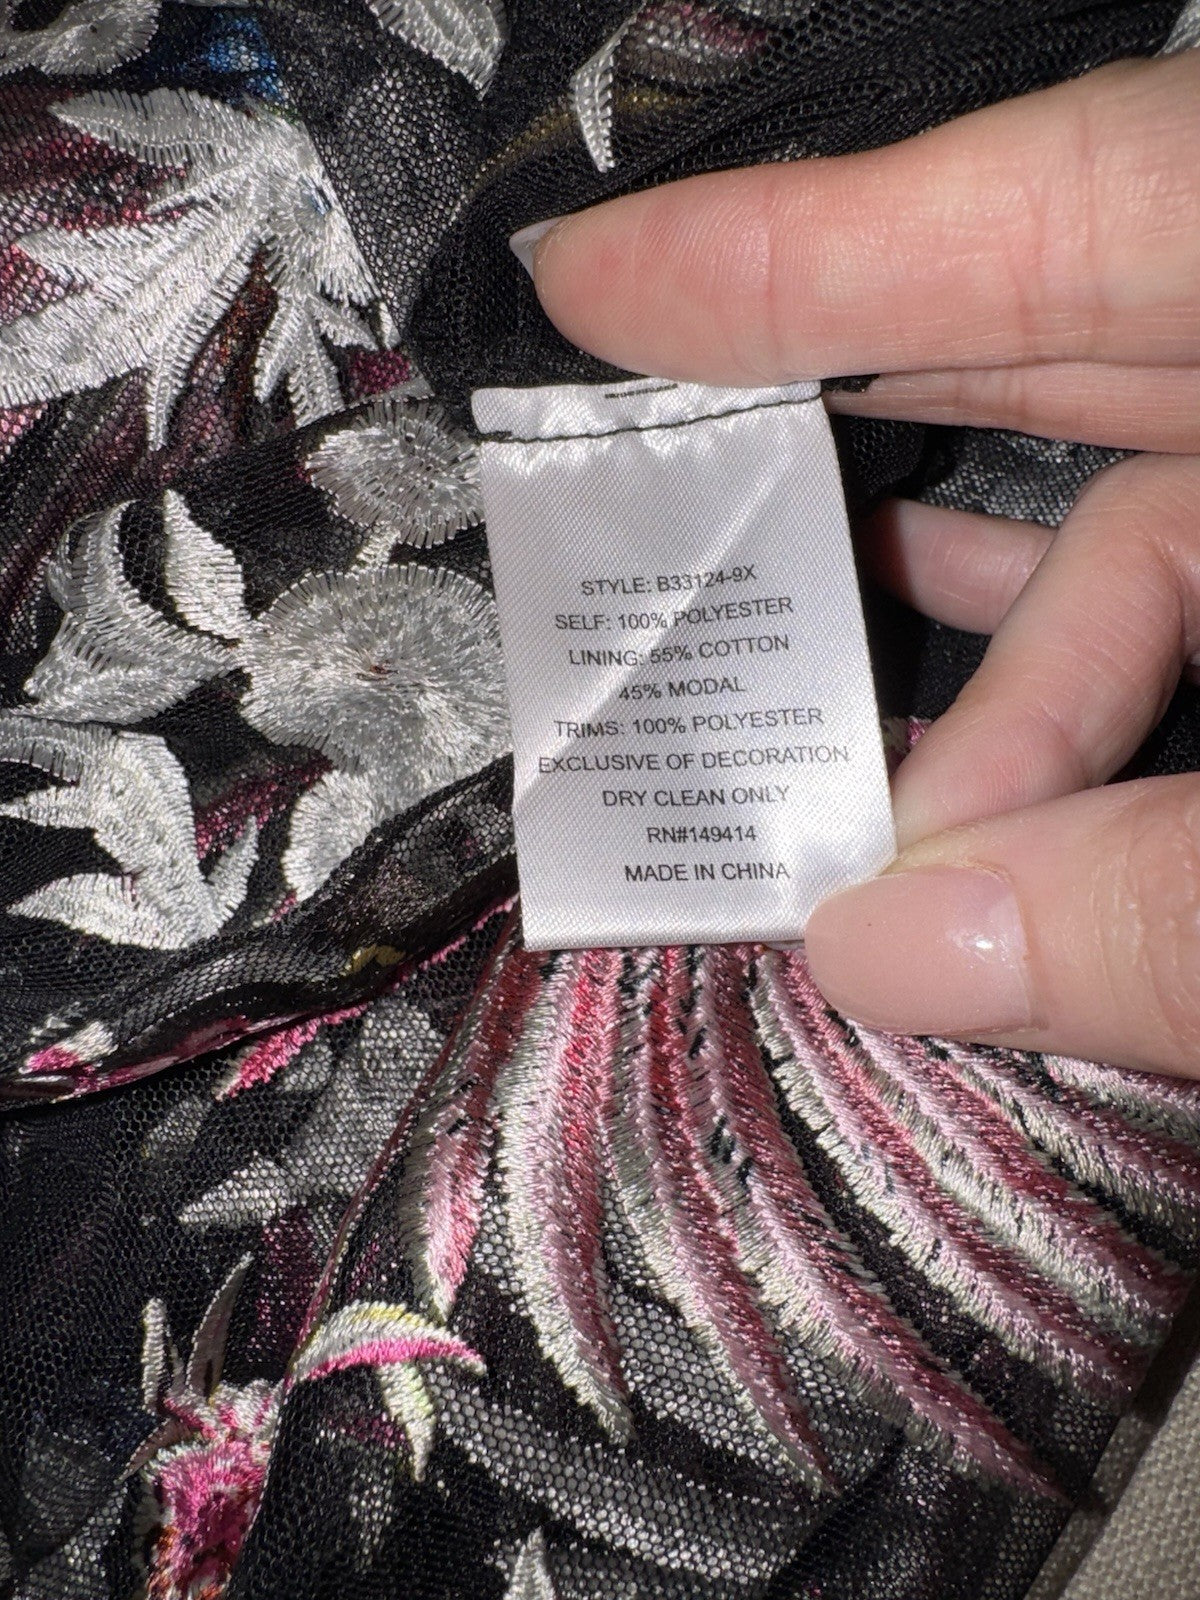 STYLE: B33124-9X
SELF: 100% POLYESTER
LINING: 55% COTTON
45% MODAL
TRIMS: 100% POLYESTER
EXCLUSIVE OF DECORATION
DRY CLEAN ONLY
RN#149414
MADE IN CHINA